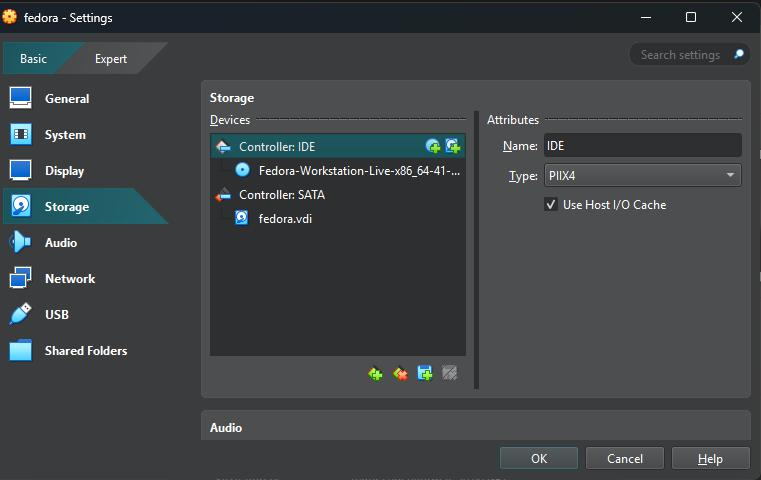 fedora - Settings
Basic
Expert
Search settings
General
System
Display
Storage
Audio
Network
USB
Shared Folders
Storage
Devices
Controller: IDE
Fedora-Workstation-Live-x86_64-41-...
Controller: SATA
fedora.vdi
Attributes
Name: IDE
Type: PIIX4
Use Host I/O Cache
Audio
OK
Cancel
Help